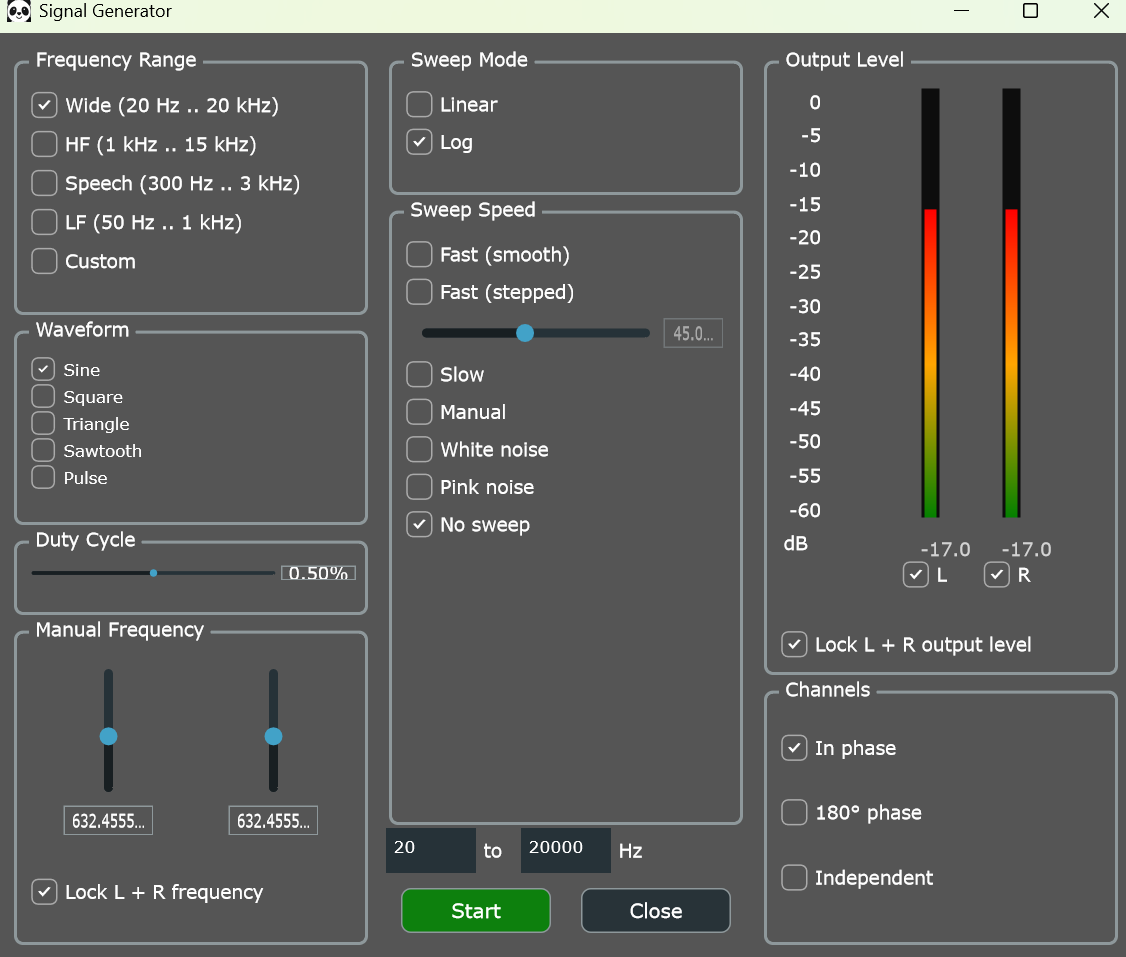 Signal Generator
Frequency Range
Wide (20 Hz .. 20 kHz)
HF (1 kHz .. 15 kHz)
Speech (300 Hz .. 3 kHz)
LF (50 Hz .. 1 kHz)
Custom
Waveform
Sine
Square
Triangle
Sawtooth
Pulse
Duty Cycle
0.50%
Manual Frequency
632.4555... 632.4555...
Lock L + R frequency
Sweep Mode
Linear
Log
Sweep Speed
Fast (smooth)
Fast (stepped)
45.0...
Slow
Manual
White noise
Pink noise
No sweep
20 to 20000 Hz
Start Close
Output Level
0
-5
-10
-15
-20
-25
-30
-35
-40
-45
-50
-55
-60
dB
-17.0 -17.0
L R
Lock L + R output level
Channels
In phase
180° phase
Independent